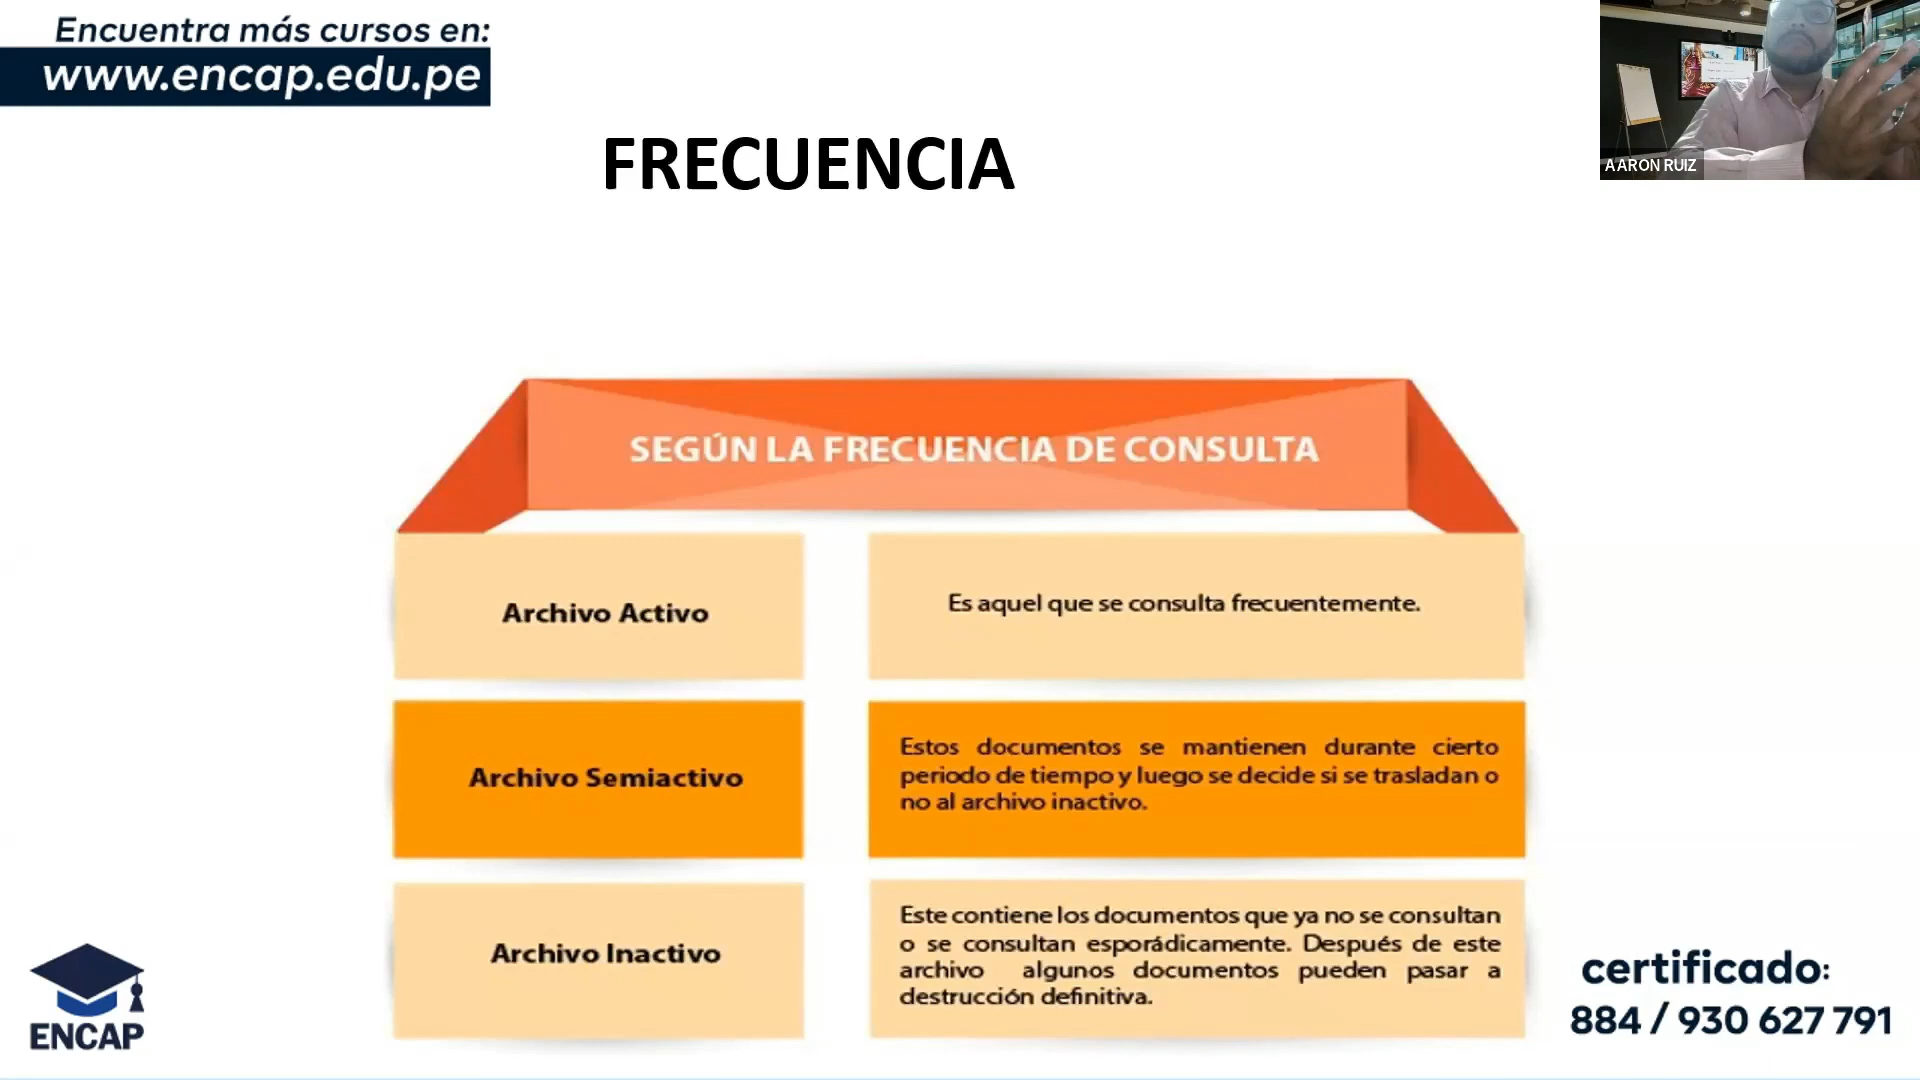 Encuentra más cursos en:
www.encap.edu.pe
AARON RUIZ
FRECUENCIA
SEGÚN LA FRECUENCIA DE CONSULTA
Archivo Activo
Es aquel que se consulta frecuentemente.
Archivo Semiactivo
Estos documentos se mantienen durante cierto
periodo de tiempo y luego se decide si se trasladan o
no al archivo inactivo.
Archivo Inactivo
Este contiene los documentos que ya no se consultan
o se consultan esporádicamente. Después de este
archivo algunos documentos pueden pasar a
destrucción definitiva.
ENCAP
certificado:
884 / 930 627 791